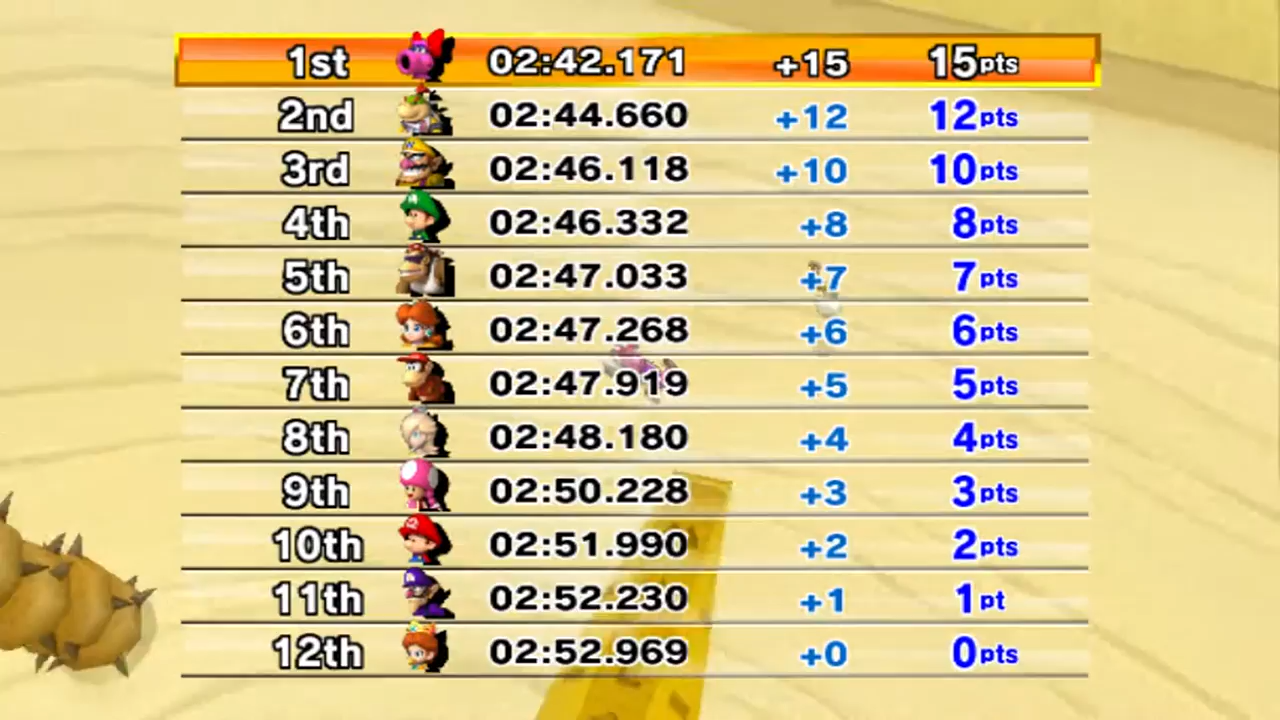 1st 02:42.171 +15 15pts
2nd 02:44.660 +12 12pts
3rd 02:46.118 +10 10pts
4th 02:46.332 +8 8pts
5th 02:47.033 +7 7pts
6th 02:47.268 +6 6pts
7th 02:47.919 +5 5pts
8th 02:48.180 +4 4pts
9th 02:50.228 +3 3pts
10th 02:51.990 +2 2pts
11th 02:52.230 +1 1pt
12th 02:52.969 +0 0pts